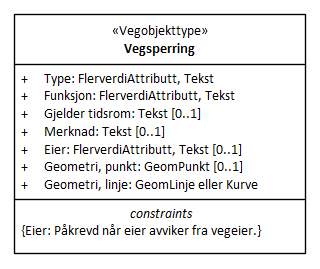 «Vegobjekttype»
Vegsperring
+ Type: FlerverdiAttributt, Tekst
+ Funksjon: FlerverdiAttributt, Tekst
+ Gjelder tidsrom: Tekst [0..1]
+ Merknad: Tekst [0..1]
+ Eier: FlerverdiAttributt, Tekst [0..1]
+ Geometri, punkt: GeomPunkt [0..1]
+ Geometri, linje: GeomLinje eller Kurve
constraints
{Eier: Påkrevd når eier avviker fra vegeier.}